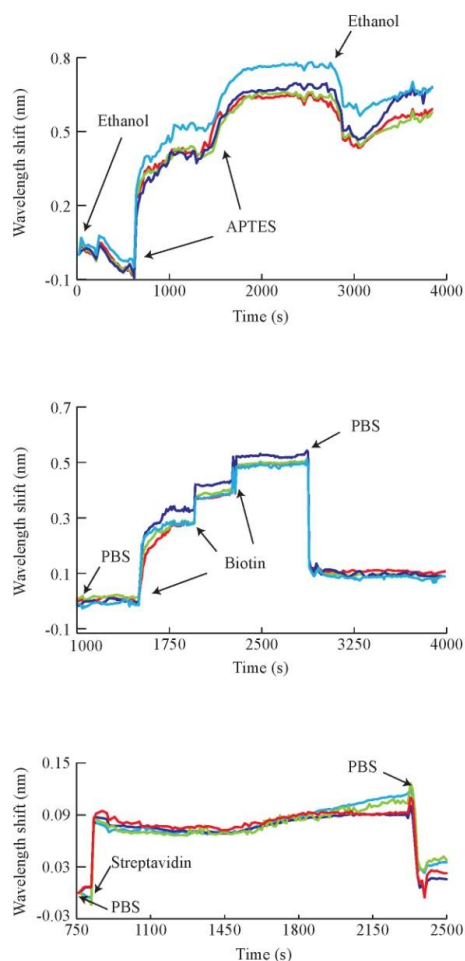 Ethanol
0.8
Ethanol
0.5
Wavelength shift (nm)
0.2
APTES
-0.1
0 1000 2000 3000 4000
Time (s)
0.7
PBS
0.5
Wavelength shift (nm)
0.3
PBS
Biotin
0.1
-0.1
1000 1750 2500 3250 4000
Time (s)
0.15
PBS
0.09
Wavelength shift (nm)
Streptavidin
0.03
PBS
-0.03
750 1100 1450 1800 2150 2500
Time (s)